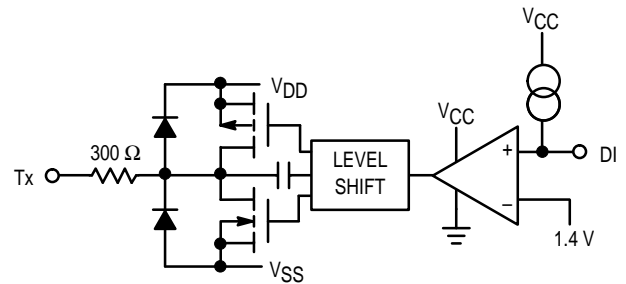 VCC
VDD
VCC
300 Ω
LEVEL
SHIFT
+
DI
Tx
–
1.4 V
VSS